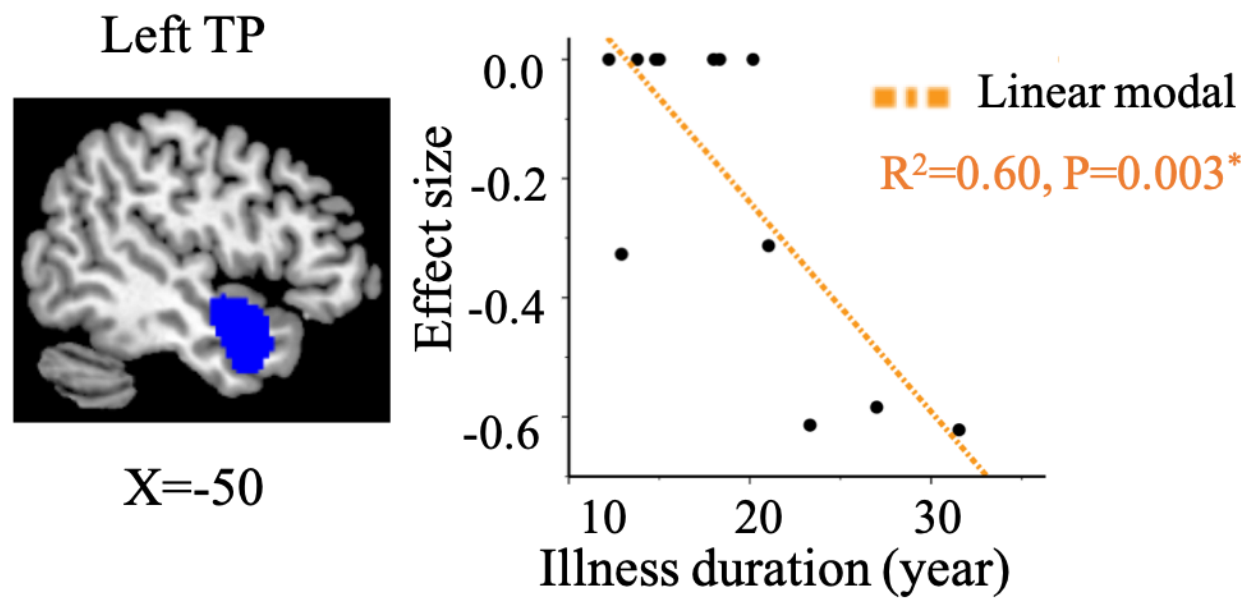 Left TP
X=-50
Effect size
0.0
-0.2
-0.4
-0.6
10 20 30
Illness duration (year)
Linear modal
R²=0.60, P=0.003*